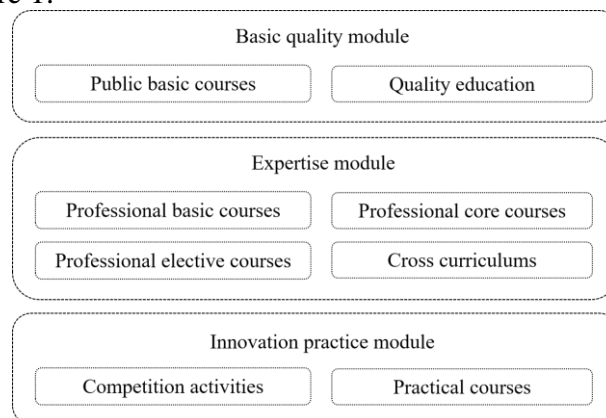 Basic quality module
Public basic courses Quality education
Expertise module
Professional basic courses Professional core courses
Professional elective courses Cross curriculums
Innovation practice module
Competition activities Practical courses